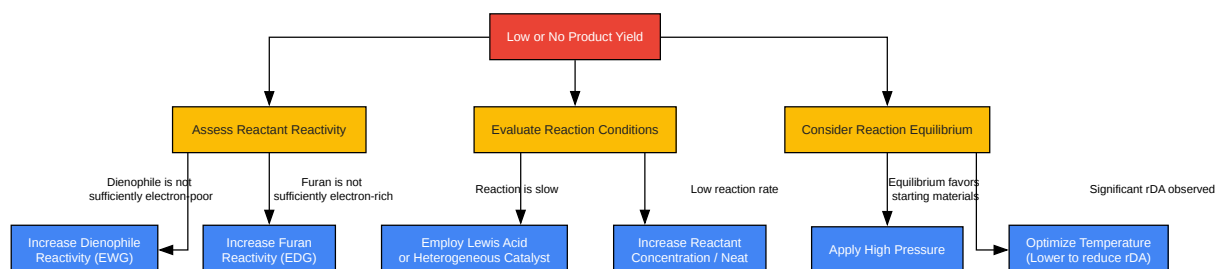 Low or No Product Yield
Assess Reactant Reactivity
Evaluate Reaction Conditions
Consider Reaction Equilibrium
Dienophile is not
sufficiently electron-poor
Furan is not
sufficiently electron-rich
Reaction is slow
Low reaction rate
Equilibrium favors
starting materials
Significant rDA observed
Increase Dienophile
Reactivity (EWG)
Increase Furan
Reactivity (EDG)
Employ Lewis Acid
or Heterogeneous Catalyst
Increase Reactant
Concentration / Neat
Apply High Pressure
Optimize Temperature
(Lower to reduce rDA)